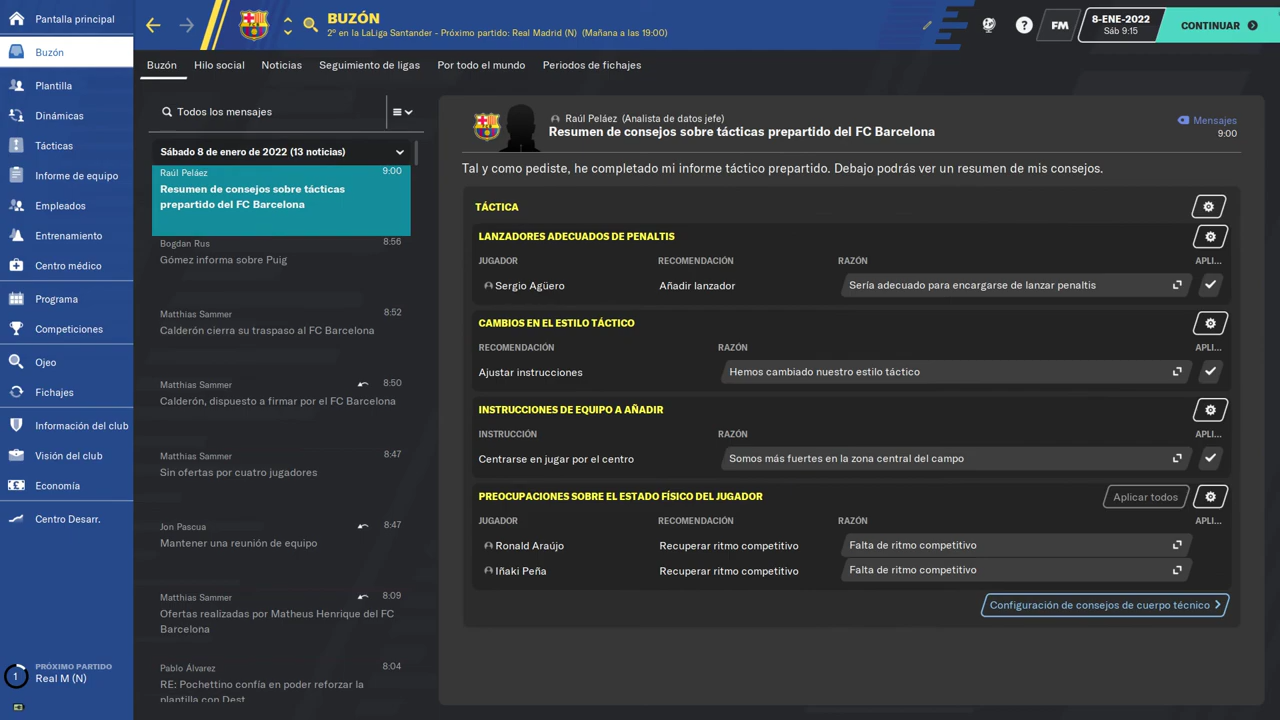 Pantalla principal
Buzón
Plantilla
Dinámicas
Tácticas
Informe de equipo
Empleados
Entrenamiento
Centro médico
Programa
Competiciones
Ojeo
Fichajes
Información del club
Visión del club
Economía
Centro Desarr.
1
PRÓXIMO PARTIDO
Real M (N)
BUZÓN
2º en la LaLiga Santander - Próximo partido: Real Madrid (N) (Mañana a las 19:00)
?
FM
8-ENE-2022
Sáb 9:15
CONTINUAR
Buzón Hilo social Noticias Seguimiento de ligas Por todo el mundo Periodos de fichajes
Todos los mensajes
Sábado 8 de enero de 2022 (13 noticias)
Raúl Peláez 9:00
Resumen de consejos sobre tácticas
prepartido del FC Barcelona
Bogdan Rus 8:56
Gómez informa sobre Puig
Matthias Sammer 8:52
Calderón cierra su traspaso al FC Barcelona
Matthias Sammer 8:50
Calderón, dispuesto a firmar por el FC Barcelona
Matthias Sammer 8:47
Sin ofertas por cuatro jugadores
Jon Pascua 8:47
Mantener una reunión de equipo
Matthias Sammer 8:09
Ofertas realizadas por Matheus Henrique del FC
Barcelona
Pablo Álvarez 8:04
RE: Pochettino confía en poder reforzar la
plantilla con Dest
Raúl Peláez (Analista de datos jefe)
Resumen de consejos sobre tácticas prepartido del FC Barcelona
Mensajes
9:00
Tal y como pediste, he completado mi informe táctico prepartido. Debajo podrás ver un resumen de mis consejos.
TÁCTICA
LANZADORES ADECUADOS DE PENALTIS
JUGADOR RECOMENDACIÓN RAZÓN APLI...
Sergio Agüero Añadir lanzador Sería adecuado para encargarse de lanzar penaltis
CAMBIOS EN EL ESTILO TÁCTICO
RECOMENDACIÓN RAZÓN APLI...
Ajustar instrucciones Hemos cambiado nuestro estilo táctico
INSTRUCCIONES DE EQUIPO A AÑADIR
INSTRUCCIÓN RAZÓN APLI...
Centrarse en jugar por el centro Somos más fuertes en la zona central del campo
PREOCUPACIONES SOBRE EL ESTADO FÍSICO DEL JUGADOR Aplicar todos
JUGADOR RECOMENDACIÓN RAZÓN APLI...
Ronald Araújo Recuperar ritmo competitivo Falta de ritmo competitivo
Iñaki Peña Recuperar ritmo competitivo Falta de ritmo competitivo
Configuración de consejos de cuerpo técnico